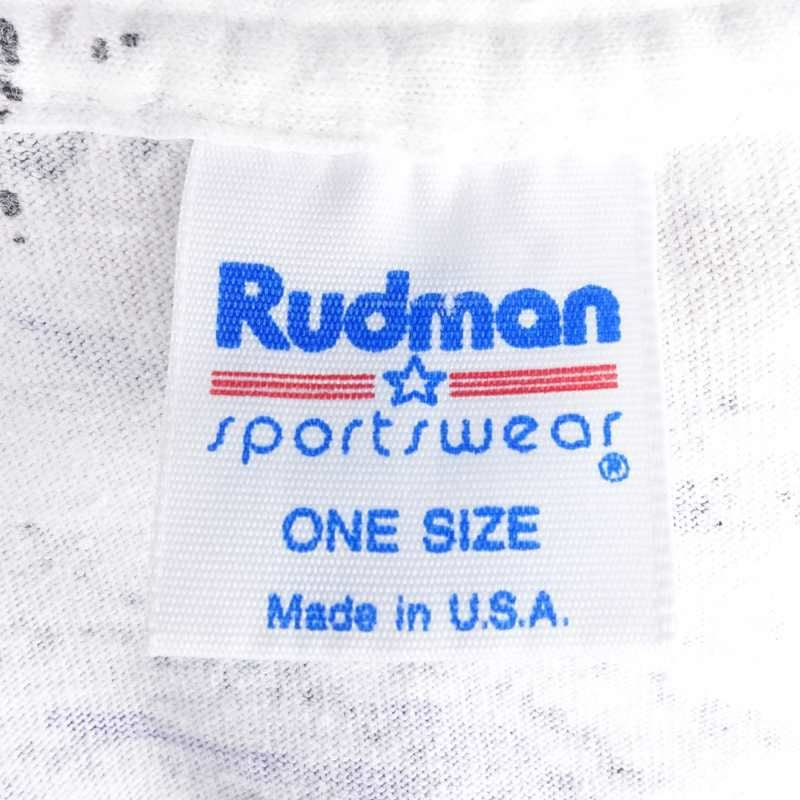 Rudman
sportswear®
ONE SIZE
Made in U.S.A.